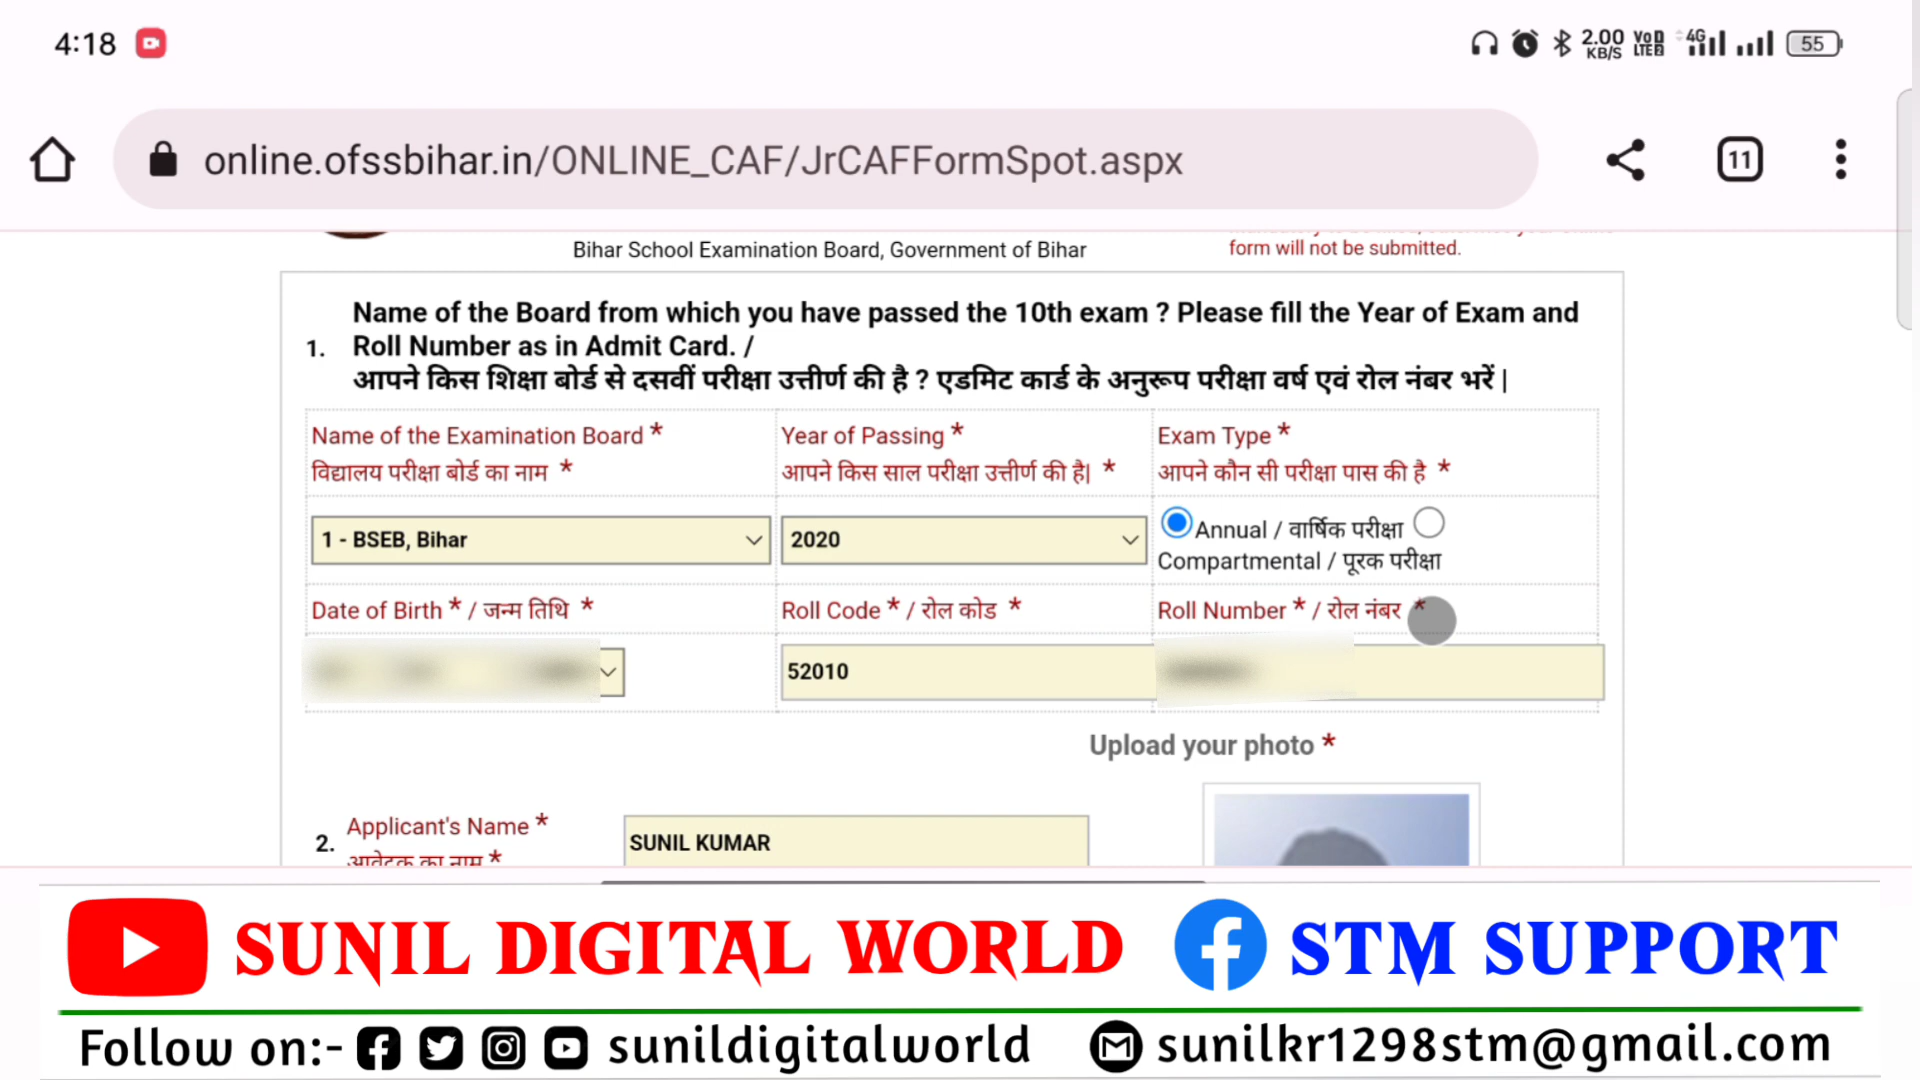 4:18
2.00 KB/S VoD LTE2 4G 55
online.ofssbihar.in/ONLINE_CAF/JrCAFFormSpot.aspx
11
Bihar School Examination Board, Government of Bihar
form will not be submitted.
1. Name of the Board from which you have passed the 10th exam ? Please fill the Year of Exam and
Roll Number as in Admit Card. /
आपने किस शिक्षा बोर्ड से दसवीं परीक्षा उत्तीर्ण की है ? एडमिट कार्ड के अनुरूप परीक्षा वर्ष एवं रोल नंबर भरें |
Name of the Examination Board *
विद्यालय परीक्षा बोर्ड का नाम *
Year of Passing *
आपने किस साल परीक्षा उत्तीर्ण की है| *
Exam Type *
आपने कौन सी परीक्षा पास की है *
1 - BSEB, Bihar
2020
Annual / वार्षिक परीक्षा
Compartmental / पूरक परीक्षा
Date of Birth * / जन्म तिथि *
Roll Code * / रोल कोड *
Roll Number * / रोल नंबर *
52010
Upload your photo *
2. Applicant's Name *
आवेदक का नाम *
SUNIL KUMAR
SUNIL DIGITAL WORLD
STM SUPPORT
Follow on:- sunildigitalworld
sunilkr1298stm@gmail.com